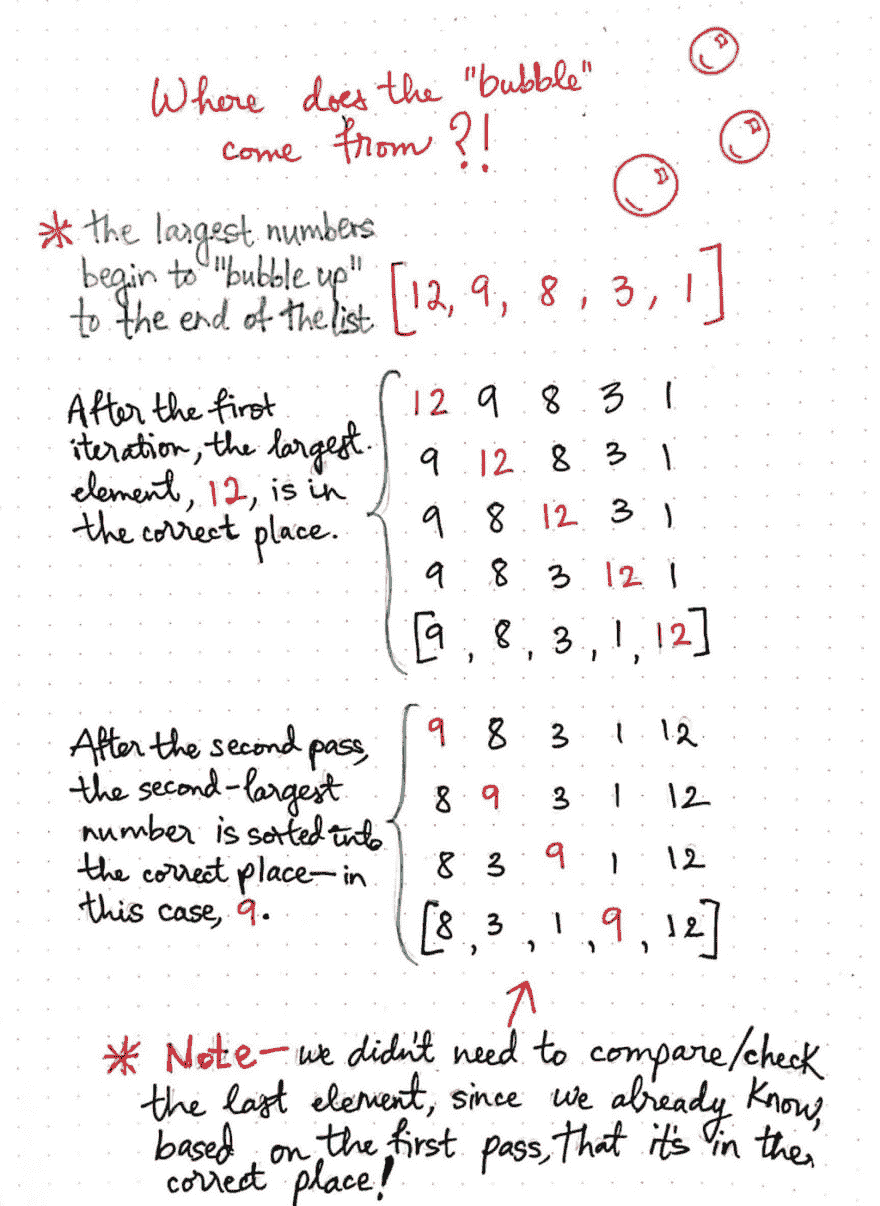 Where does the "bubble"
come from?!
* the largest numbers
begin to "bubble up"
to the end of the list
[12, 9, 8, 3, 1]
After the first
iteration, the largest
element, 12, is in
the correct place.
12 9 8 3 1
9 12 8 3 1
9 8 12 3 1
9 8 3 12 1
[9, 8, 3, 1, 12]
After the second pass,
the second-largest
number is sorted into
the correct place—in
this case, 9.
9 8 3 1 12
8 9 3 1 12
8 3 9 1 12
[8, 3, 1, 9, 12]
* Note— we didn't need to compare/check
the last element, since we already know,
based on the first pass, that it's in the
correct place!